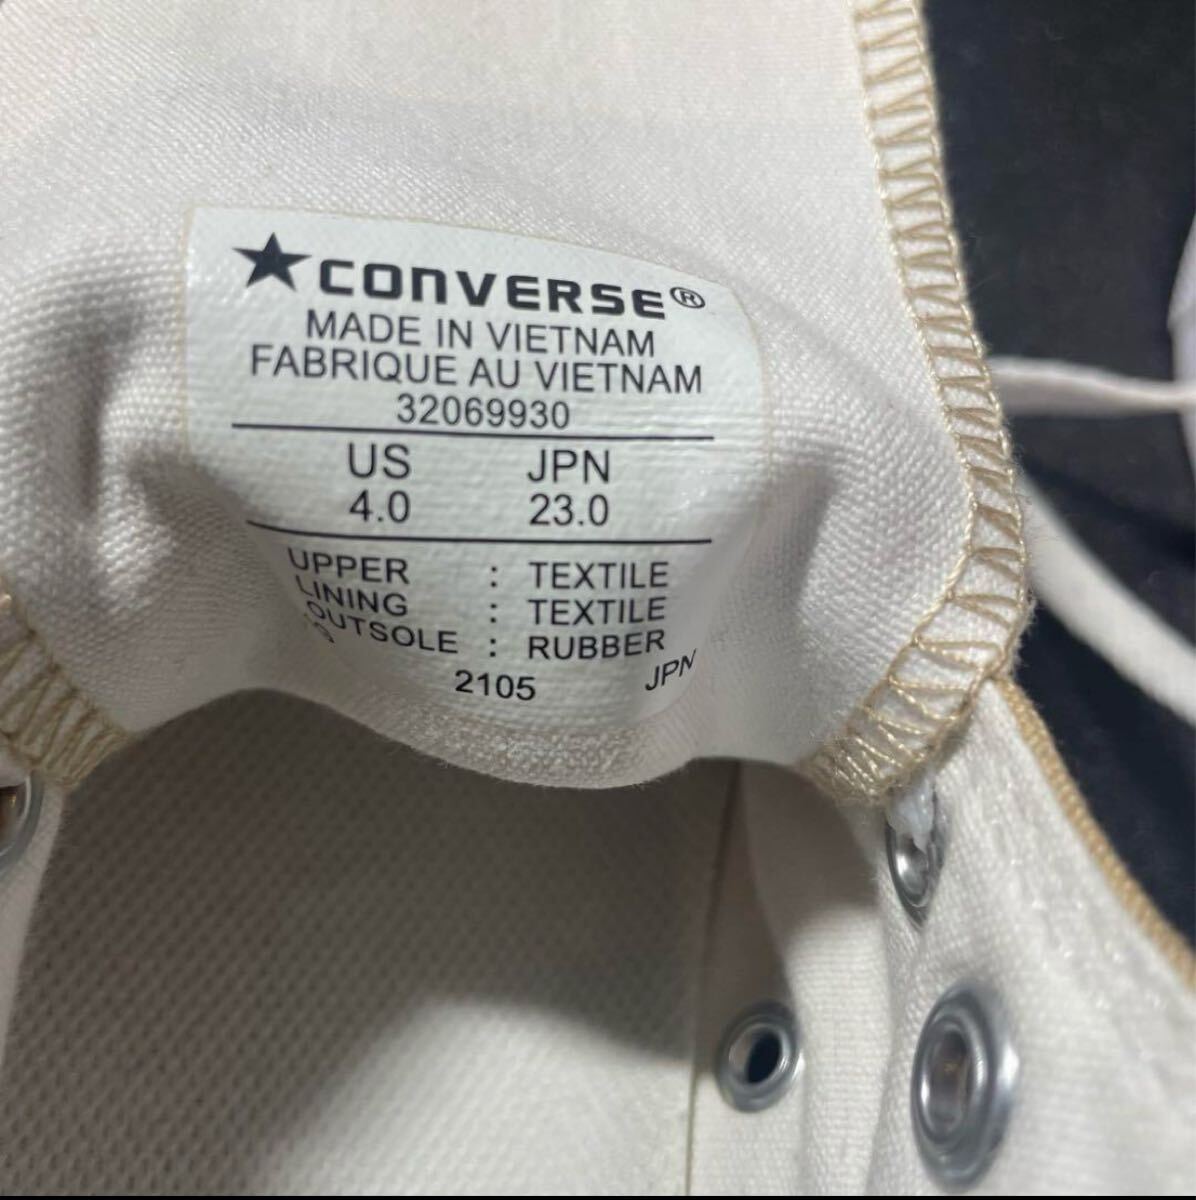 ★CONVERSE®
MADE IN VIETNAM
FABRIQUE AU VIETNAM
32069930
US JPN
4.0 23.0
UPPER : TEXTILE
LINING : TEXTILE
OUTSOLE : RUBBER
2105 JPN